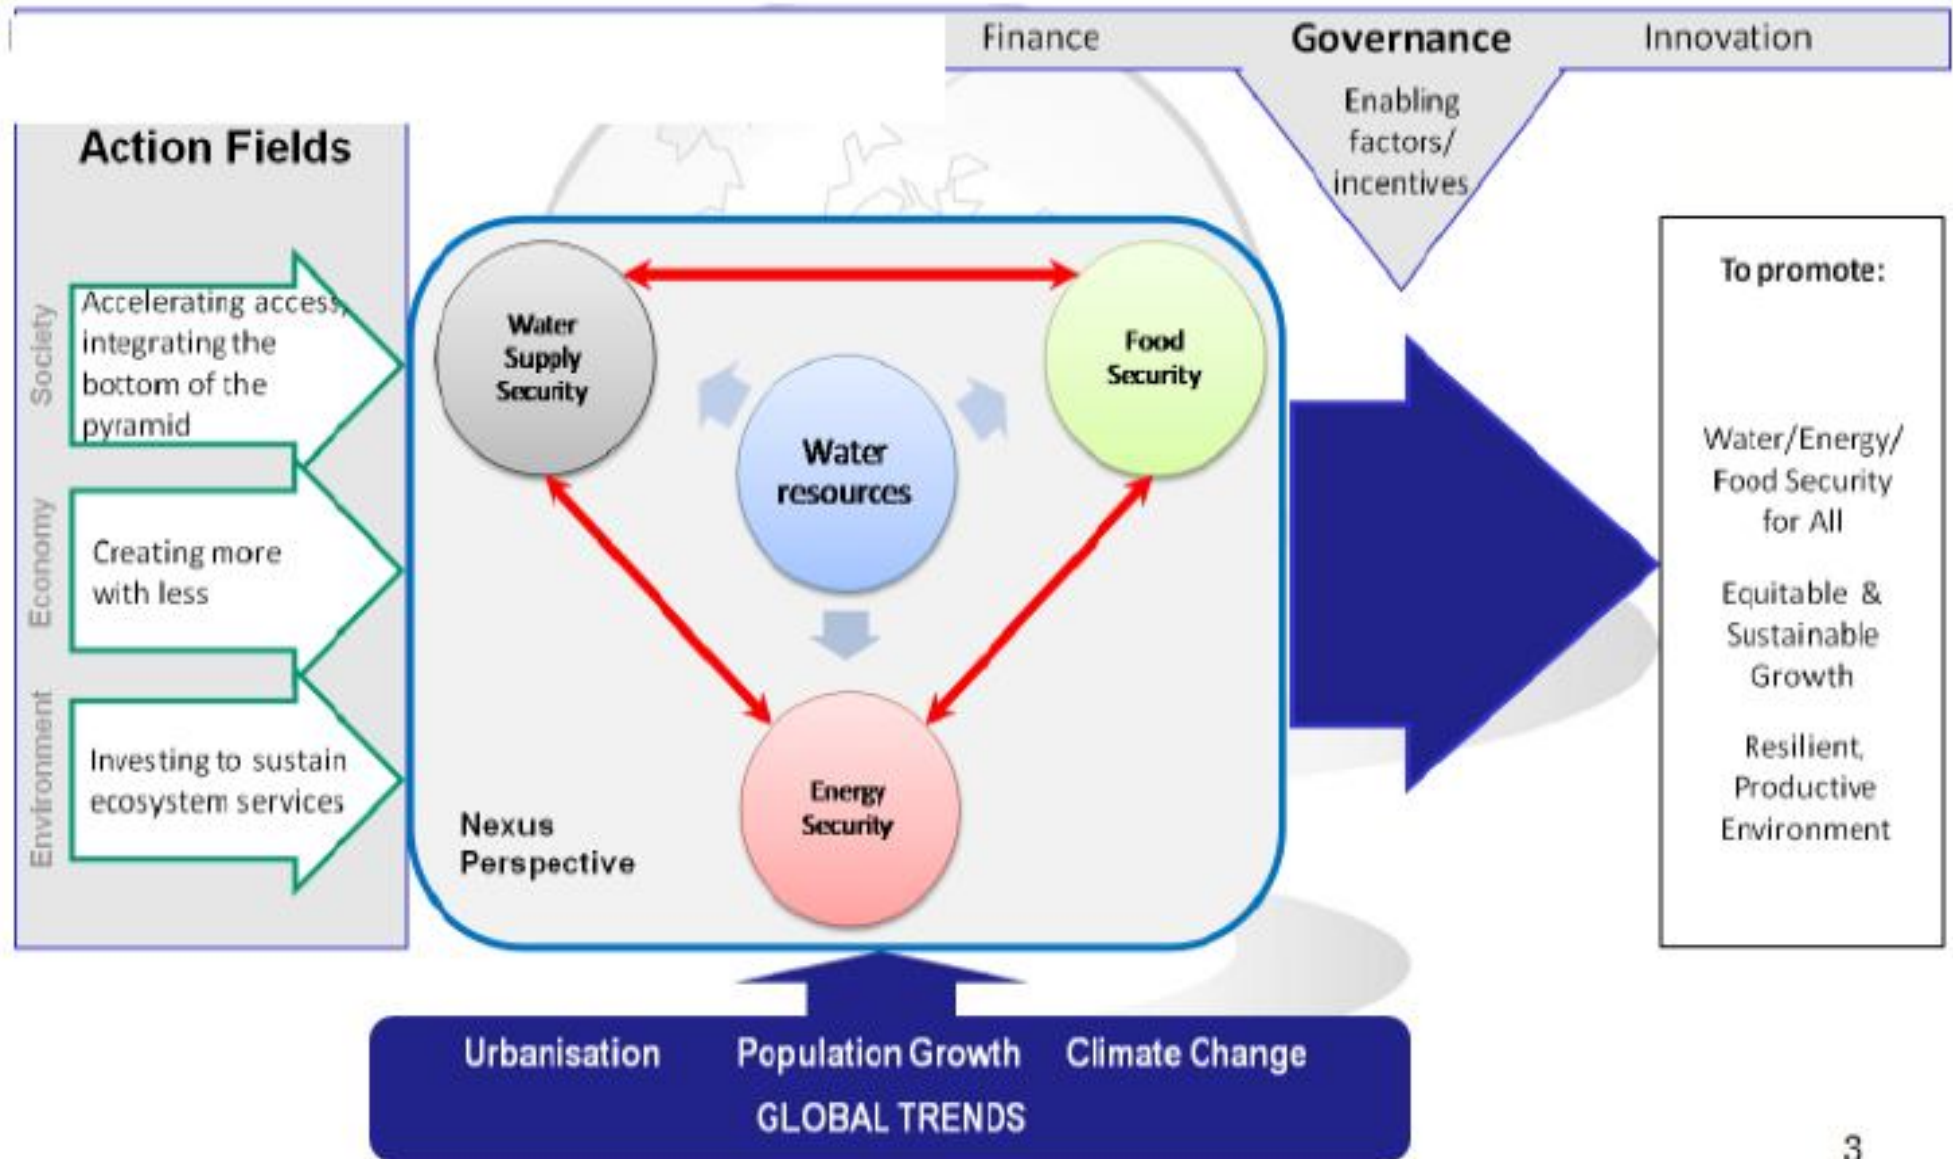 Finance Governance Innovation
Enabling
factors/
incentives
Action Fields
Society
Accelerating access,
integrating the
bottom of the
pyramid
Economy
Creating more
with less
Environment
Investing to sustain
ecosystem services
Water
Supply
Security
Food
Security
Water
resources
Energy
Security
Nexus
Perspective
To promote:
Water/Energy/
Food Security
for All
Equitable &
Sustainable
Growth
Resilient,
Productive
Environment
Urbanisation Population Growth Climate Change
GLOBAL TRENDS
3